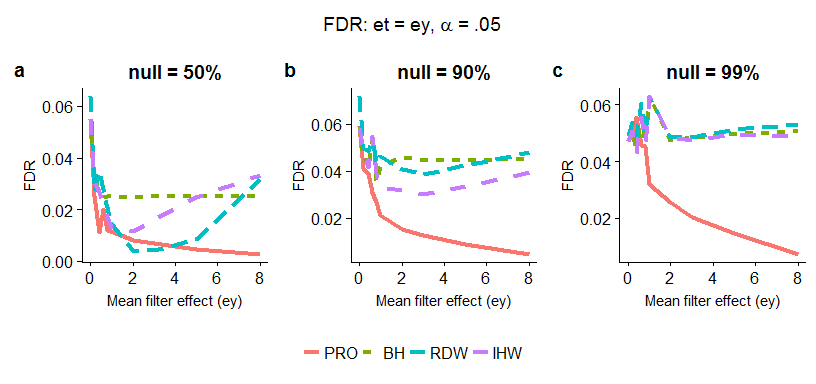 FDR: et = ey, α = .05
a
null = 50%
b
null = 90%
c
null = 99%
FDR
0.06
0.04
0.02
0.00
0
2
4
6
8
Mean filter effect (ey)
FDR
0.06
0.04
0.02
0
2
4
6
8
Mean filter effect (ey)
FDR
0.06
0.04
0.02
0
2
4
6
8
Mean filter effect (ey)
PRO BH RDW IHW